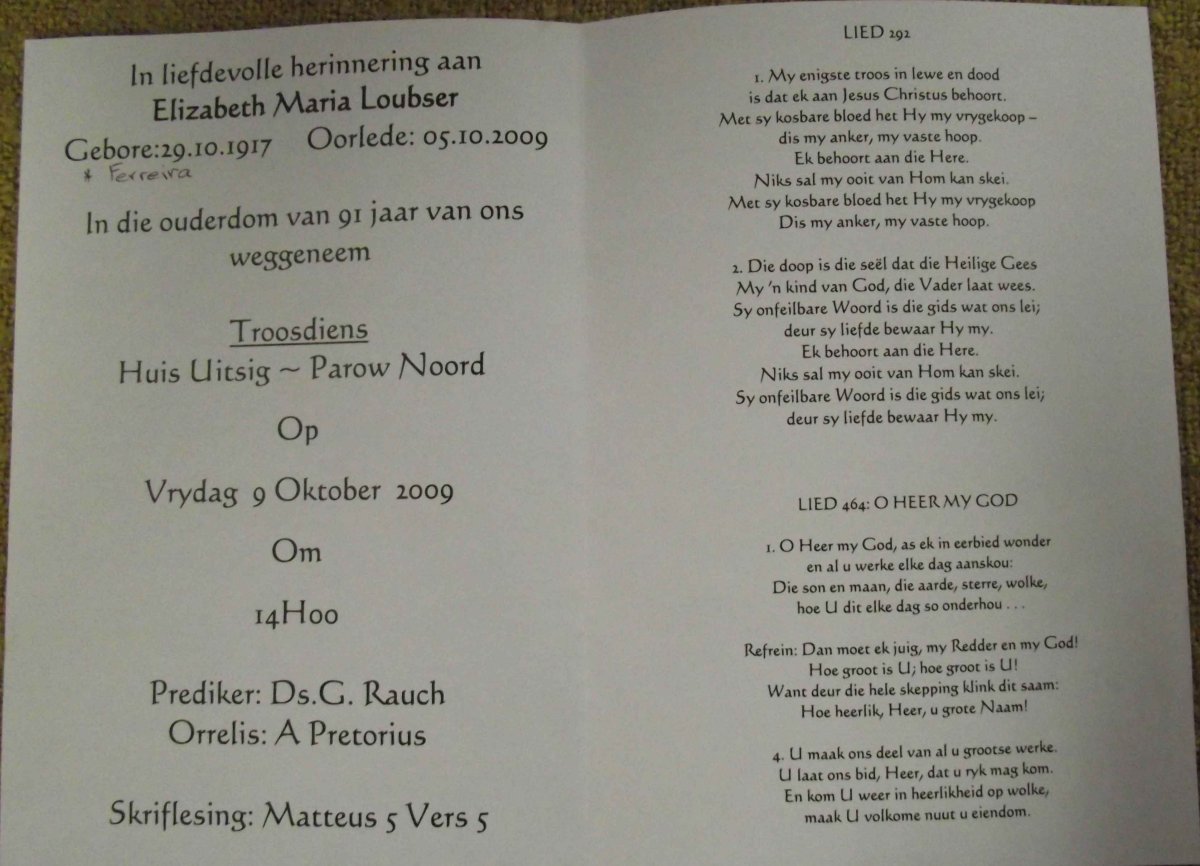 In liefdevolle herinnering aan
Elizabeth Maria Loubser
Gebore:29.10.1917 Oorlede: 05.10.2009
* Ferreira
In die ouderdom van 91 jaar van ons
weggeneem
Troosdiens
Huis Uitsig ~ Parow Noord
Op
Vrydag 9 Oktober 2009
Om
14H00
Prediker: Ds.G. Rauch
Orrelis: A Pretorius
Skriflesing: Matteus 5 Vers 5
LIED 292
1. My enigste troos in lewe en dood
is dat ek aan Jesus Christus behoort.
Met sy kosbare bloed het Hy my vrygekoop –
dis my anker, my vaste hoop.
Ek behoort aan die Here.
Niks sal my ooit van Hom kan skei.
Met sy kosbare bloed het Hy my vrygekoop
Dis my anker, my vaste hoop.
2. Die doop is die seël dat die Heilige Gees
My 'n kind van God, die Vader laat wees.
Sy onfeilbare Woord is die gids wat ons lei;
deur sy liefde bewaar Hy my.
Ek behoort aan die Here.
Niks sal my ooit van Hom kan skei.
Sy onfeilbare Woord is die gids wat ons lei;
deur sy liefde bewaar Hy my.
LIED 464: O HEER MY GOD
1. O Heer my God, as ek in eerbied wonder
en al u werke elke dag aanskou:
Die son en maan, die aarde, sterre, wolke,
hoe U dit elke dag so onderhou . . .
Refrein: Dan moet ek juig, my Redder en my God!
Hoe groot is U; hoe groot is U!
Want deur die hele skepping klink dit saam:
Hoe heerlik, Heer, u grote Naam!
4. U maak ons deel van al u grootse werke.
U laat ons bid, Heer, dat u ryk mag kom.
En kom U weer in heerlikheid op wolke,
maak U volkome nuut u eiendom.